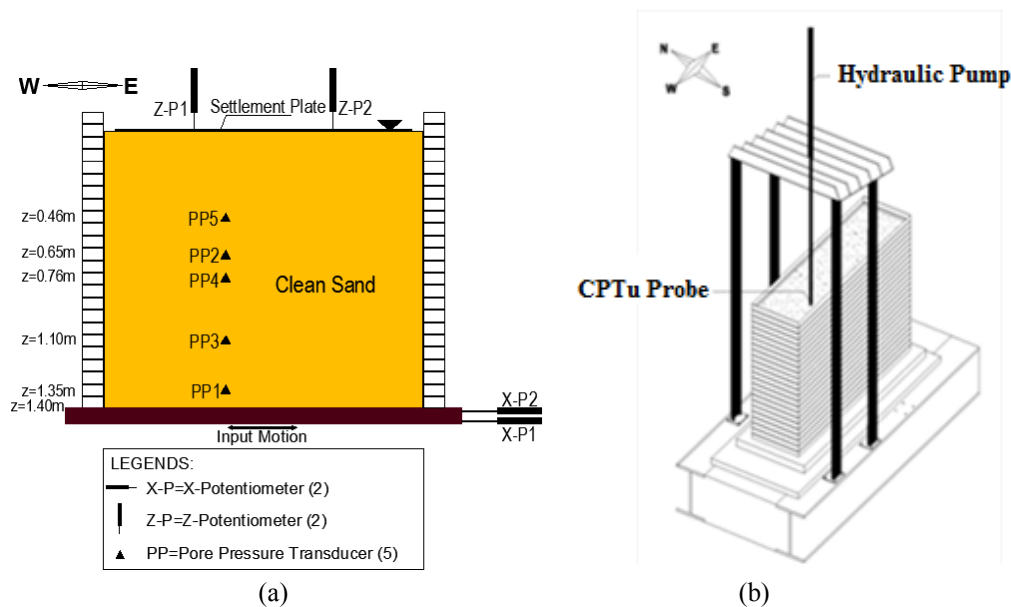 W E
Z-P1
Settlement Plate
Z-P2
z=0.46m
PP5
z=0.65m
PP2
z=0.76m
PP4
Clean Sand
z=1.10m
PP3
z=1.35m
PP1
z=1.40m
X-P2
X-P1
Input Motion
LEGENDS:
X-P=X-Potentiometer (2)
Z-P=Z-Potentiometer (2)
PP=Pore Pressure Transducer (5)
(a)
N E
W S
Hydraulic Pump
CPTu Probe
(b)